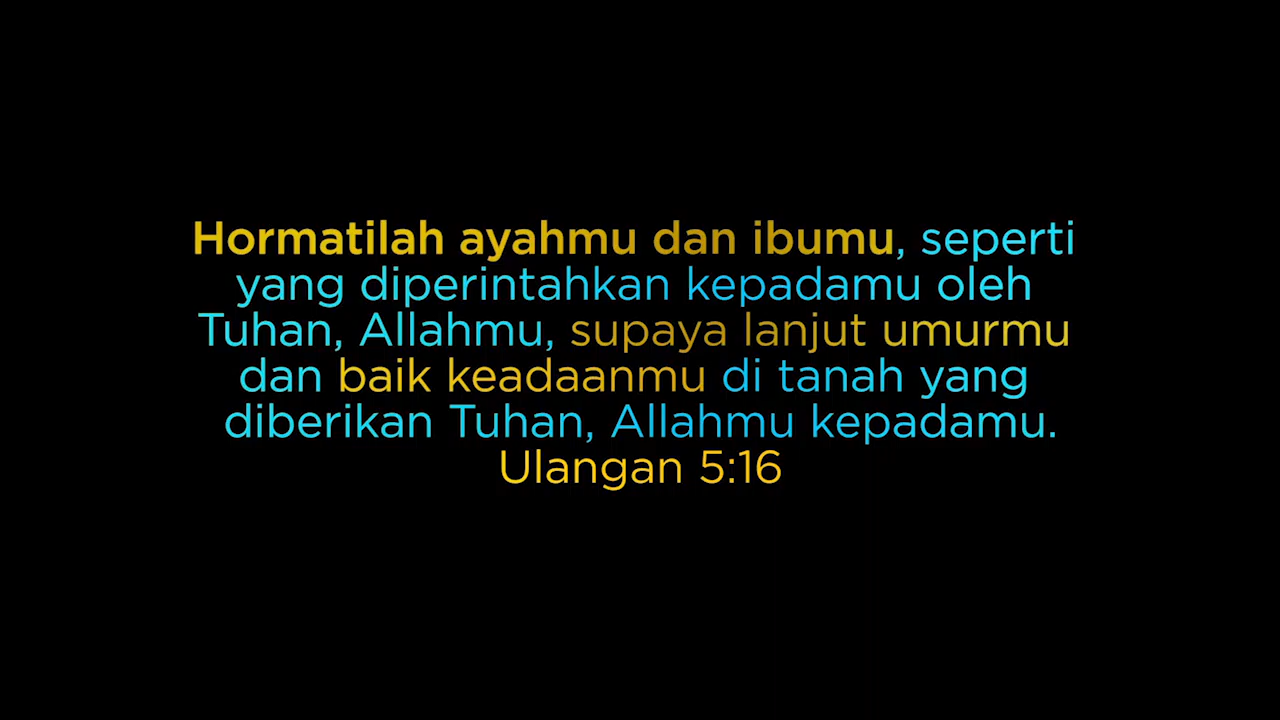 Hormatilah ayahmu dan ibumu, seperti
yang diperintahkan kepadamu oleh
Tuhan, Allahmu, supaya lanjut umurmu
dan baik keadaanmu di tanah yang
diberikan Tuhan, Allahmu kepadamu.
Ulangan 5:16